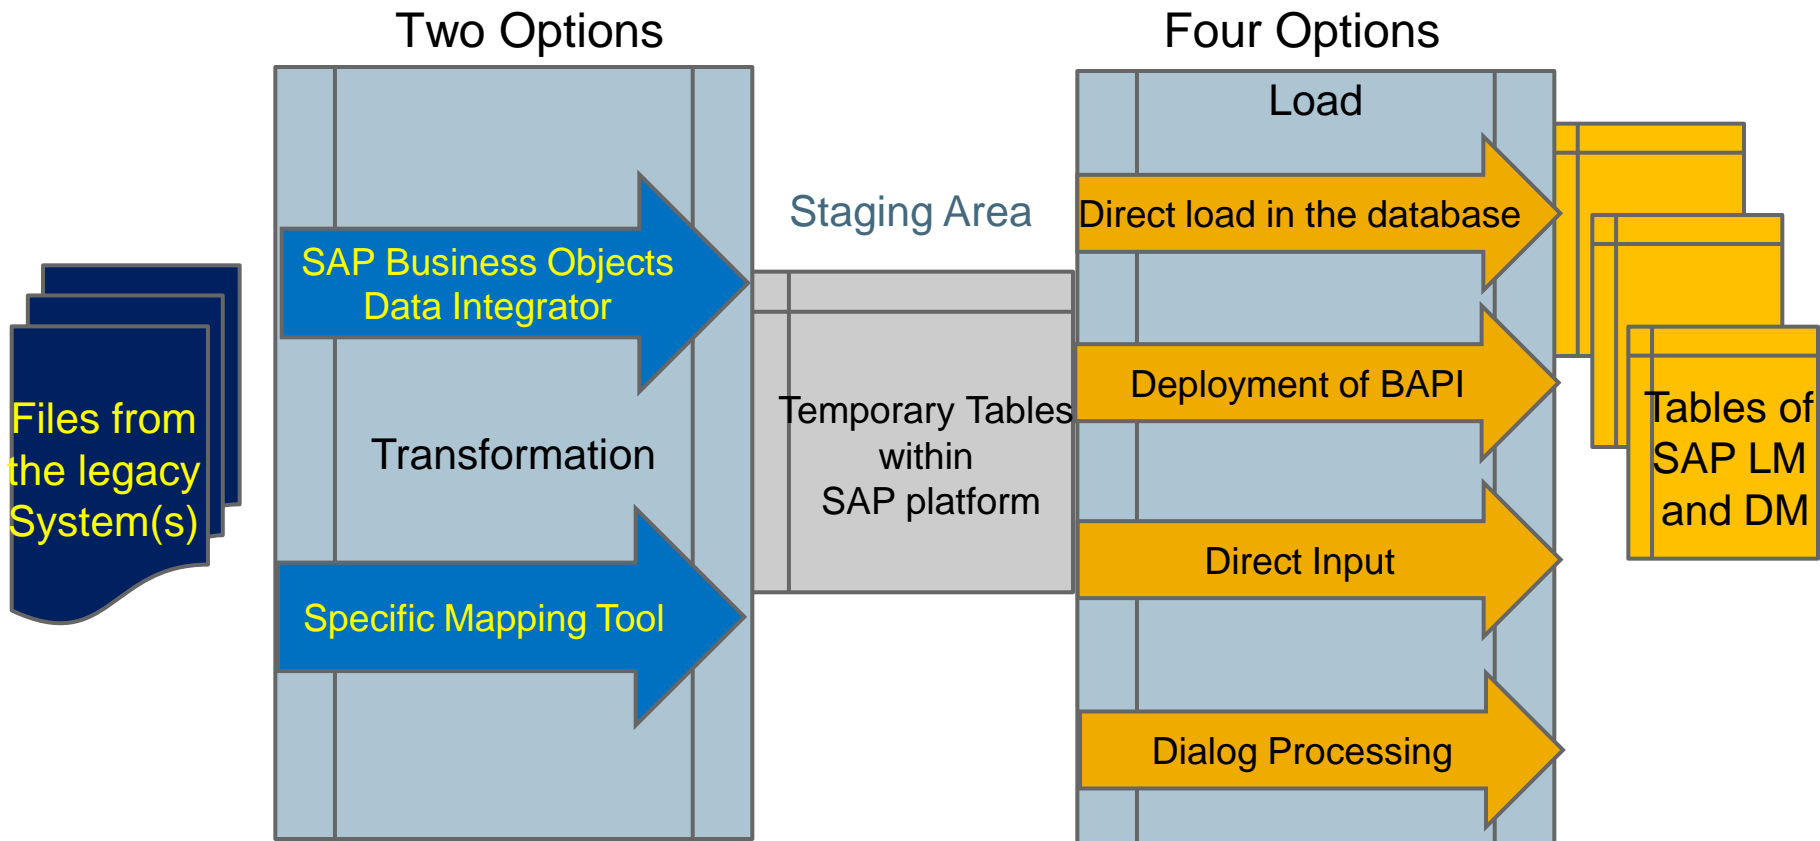 Two Options
Four Options
Load
Staging Area
Direct load in the database
SAP Business Objects
Data Integrator
Deployment of BAPI
Files from
the legacy
System(s)
Transformation
Temporary Tables
within
SAP platform
Tables of
SAP LM
and DM
Direct Input
Specific Mapping Tool
Dialog Processing